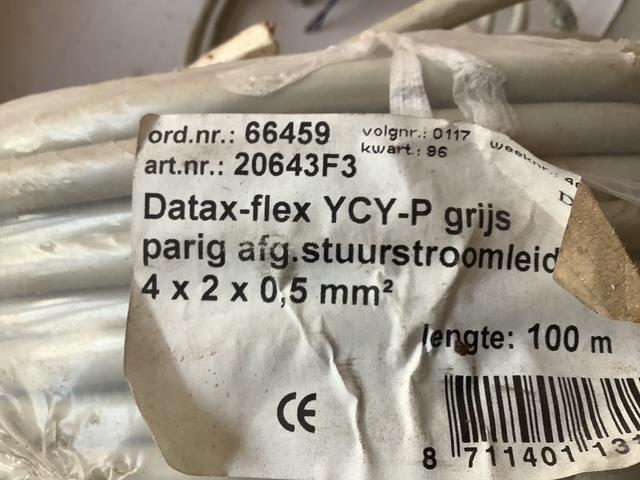 ord.nr.: 66459
volgnr.: 0117
kwart.: 96
art.nr.: 20643F3
Datax-flex YCY-P grijs
parig afg.stuurstroomleid
4 x 2 x 0,5 mm²
lengte: 100 m
CE
8 711401 13